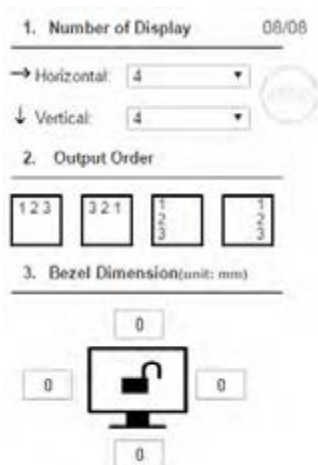 1. Number of Display 08/08
→ Horizontal: 4
↓ Vertical: 4
2. Output Order
1 2 3
3 2 1
1
2
3
1
2
3
3. Bezel Dimension(unit: mm)
0
0 0
0